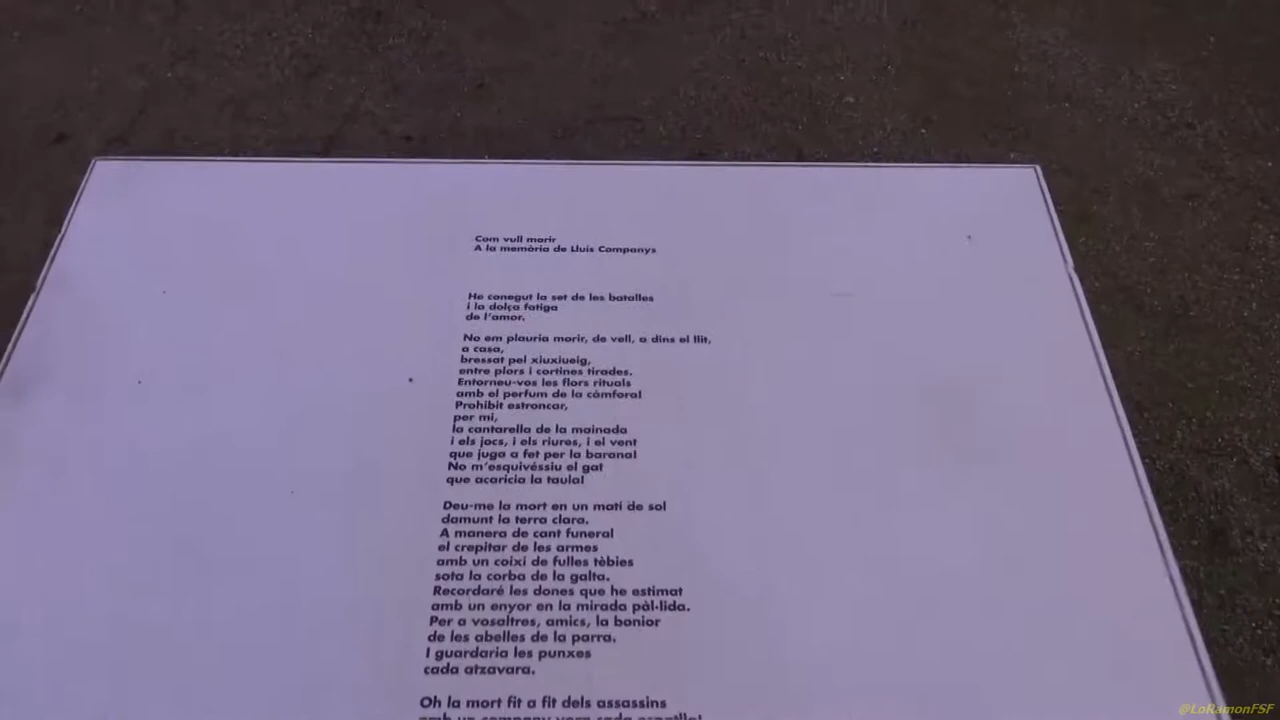 Com vull morir
A la memòria de Lluís Companys
He conegut la set de les batalles
i la dolça fatiga
de l'amor.
No em plauria morir, de vell, a dins el llit,
a casa,
bressat pel xiuxiueig,
entre plors i cortines tirades.
Entorneu-vos les flors rituals
amb el perfum de la càmfora!
Prohibit estroncar,
per mi,
la cantarella de la mainada
i els jocs, i els riures, i el vent
que juga a fet per la barana!
No m'esquivéssiu el gat
que acaricia la taula!
Deu-me la mort en un matí de sol
damunt la terra clara.
A manera de cant funeral
el crepitar de les armes
amb un coixí de fulles tèbies
sota la corba de la galta.
Recordaré les dones que he estimat
amb un enyor en la mirada pàl·lida.
Per a vosaltres, amics, la bonior
de les abelles de la parra.
I guardaria les punxes
cada atzavara.
Oh la mort fit a fit dels assassins
amb un company vora cada espatlla!
@LoRamonFSF